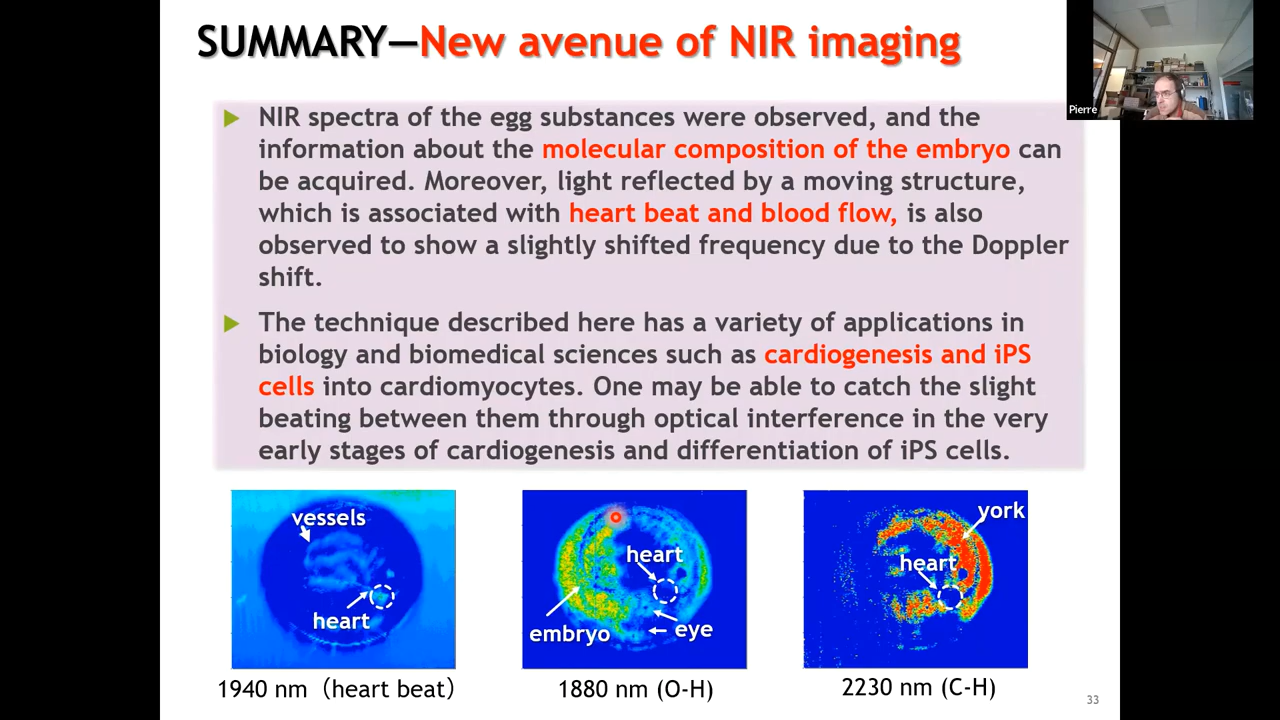 SUMMARY—New avenue of NIR imaging
Pierre
NIR spectra of the egg substances were observed, and the
information about the molecular composition of the embryo can
be acquired. Moreover, light reflected by a moving structure,
which is associated with heart beat and blood flow, is also
observed to show a slightly shifted frequency due to the Doppler
shift.
The technique described here has a variety of applications in
biology and biomedical sciences such as cardiogenesis and iPS
cells into cardiomyocytes. One may be able to catch the slight
beating between them through optical interference in the very
early stages of cardiogenesis and differentiation of iPS cells.
vessels
heart
1940 nm（heart beat）
heart
embryo
eye
1880 nm (O-H)
york
heart
2230 nm (C-H)
33